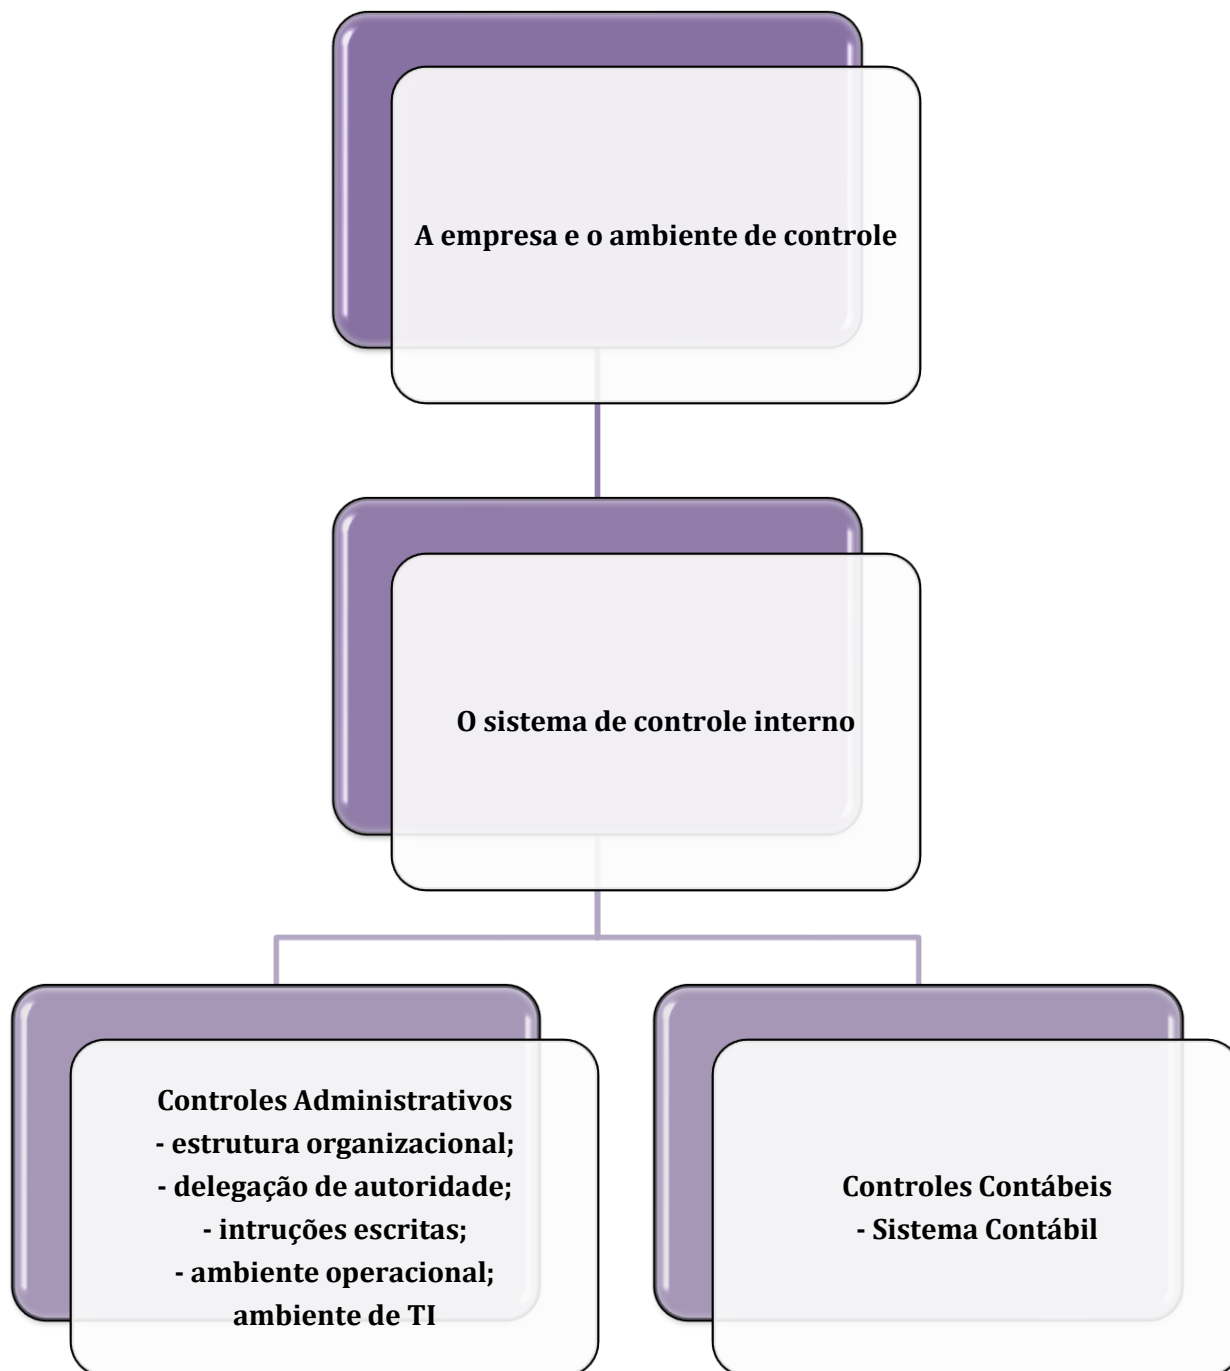 A empresa e o ambiente de controle
O sistema de controle interno
Controles Administrativos
- estrutura organizacional;
- delegação de autoridade;
- intruções escritas;
- ambiente operacional;
ambiente de TI
Controles Contábeis
- Sistema Contábil